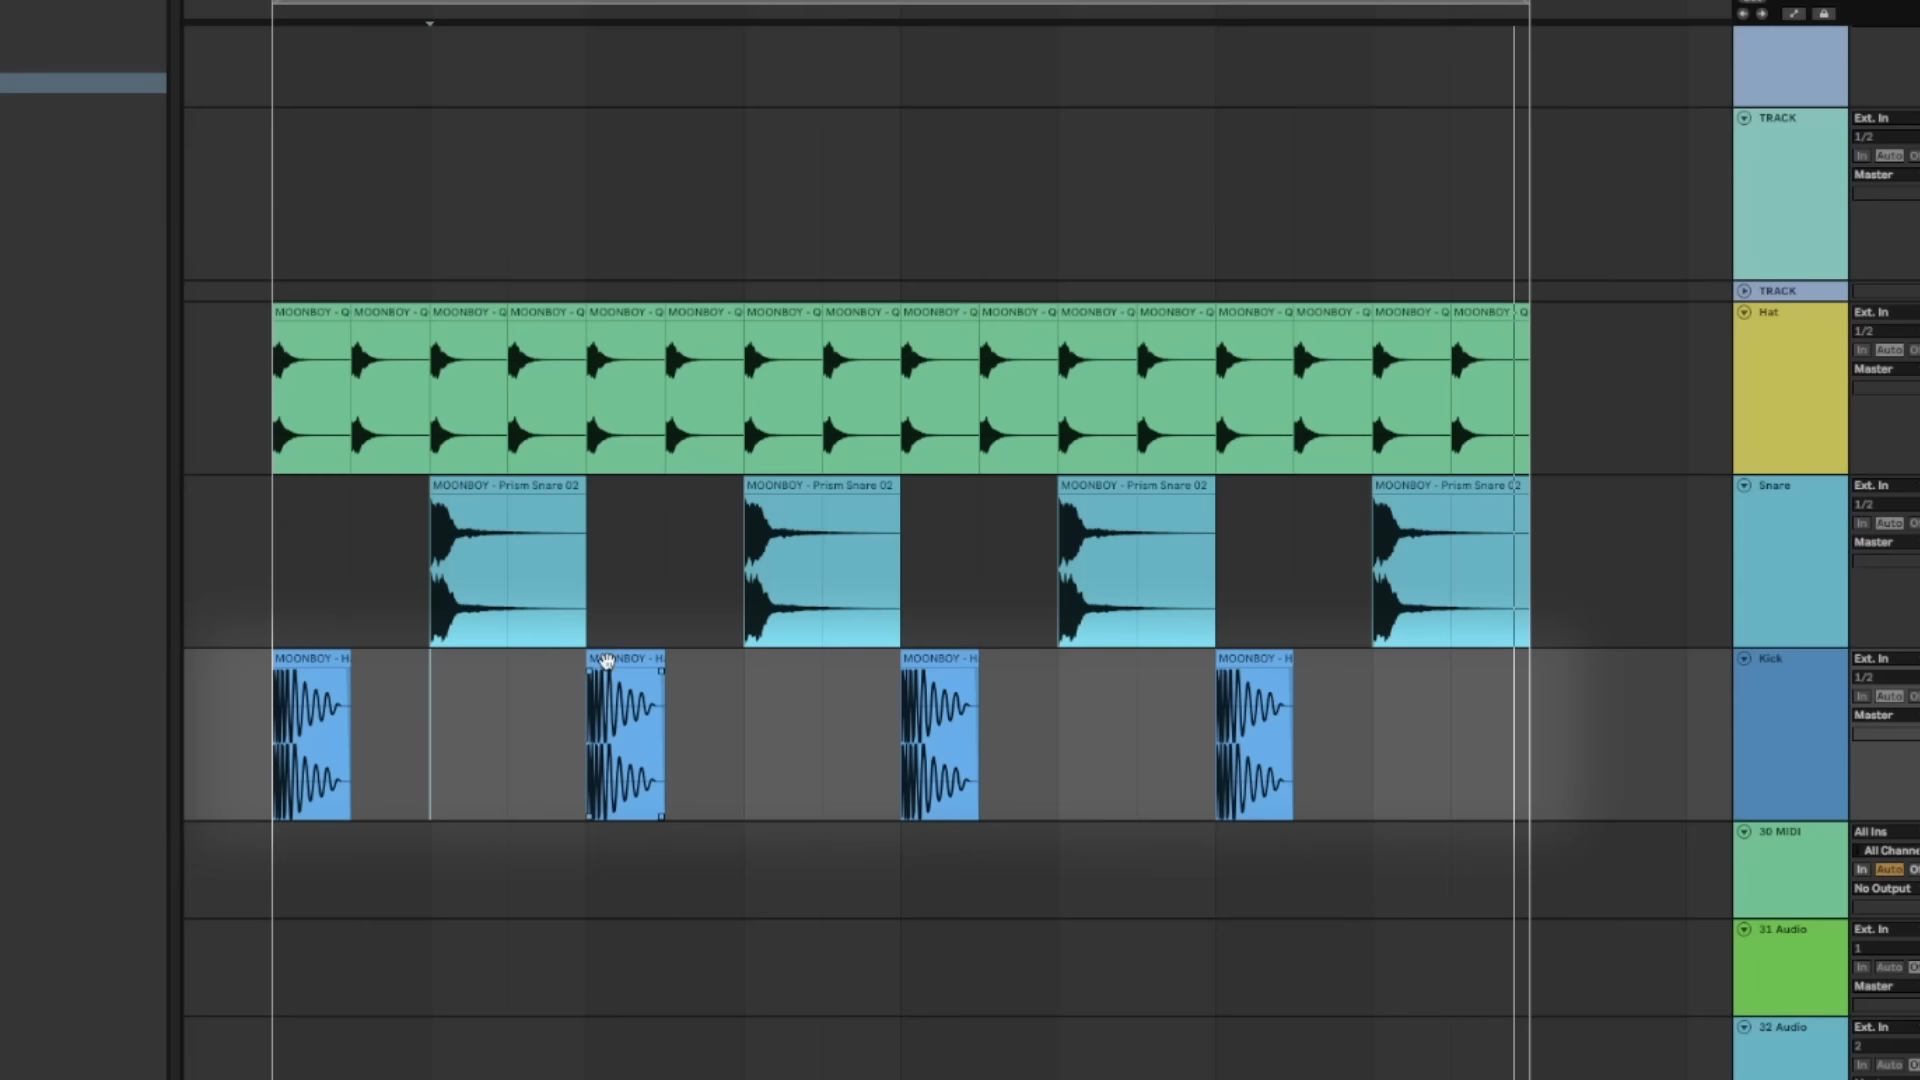 TRACK Ext. In
1/2
In Auto
Master
TRACK
MOONBOY - Q MOONBOY - Q MOONBOY - Q MOONBOY - Q MOONBOY - Q MOONBOY - Q MOONBOY - Q MOONBOY - Q MOONBOY - Q MOONBOY - Q MOONBOY - Q MOONBOY - Q MOONBOY - Q MOONBOY - Q MOONBOY - Q MOONBOY - Q Hat Ext. In
1/2
In Auto
Master
MOONBOY - Prism Snare 02 MOONBOY - Prism Snare 02 MOONBOY - Prism Snare 02 MOONBOY - Prism Snare 02 Snare Ext. In
1/2
In Auto
Master
MOONBOY - H MOONBOY - H MOONBOY - H Kick Ext. In
1/2
In Auto
Master
30 MIDI All Ins
All Channe
In Auto
No Output
31 Audio Ext. In
1
In Auto
Master
32 Audio Ext. In
2
In Auto